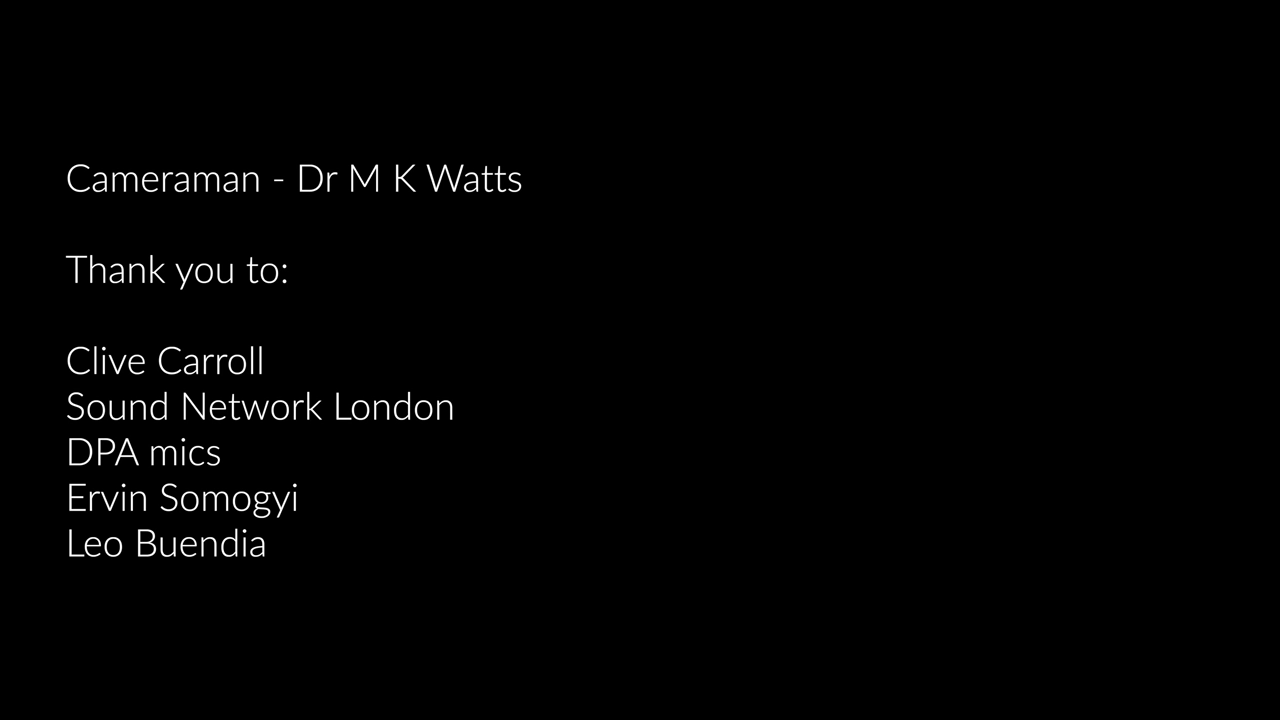 Cameraman - Dr M K Watts
Thank you to:
Clive Carroll
Sound Network London
DPA mics
Ervin Somogyi
Leo Buendia